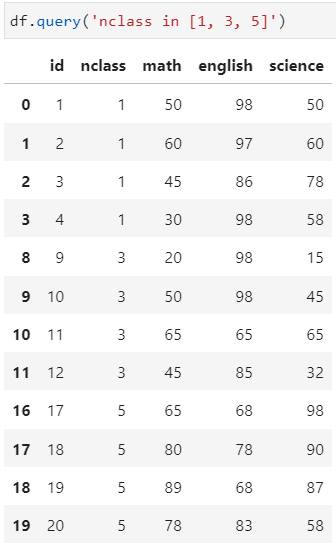 df.query('nclass in [1, 3, 5]')
id nclass math english science
0 1 1 50 98 50
1 2 1 60 97 60
2 3 1 45 86 78
3 4 1 30 98 58
8 9 3 20 98 15
9 10 3 50 98 45
10 11 3 65 65 65
11 12 3 45 85 32
16 17 5 65 68 98
17 18 5 80 78 90
18 19 5 89 68 87
19 20 5 78 83 58